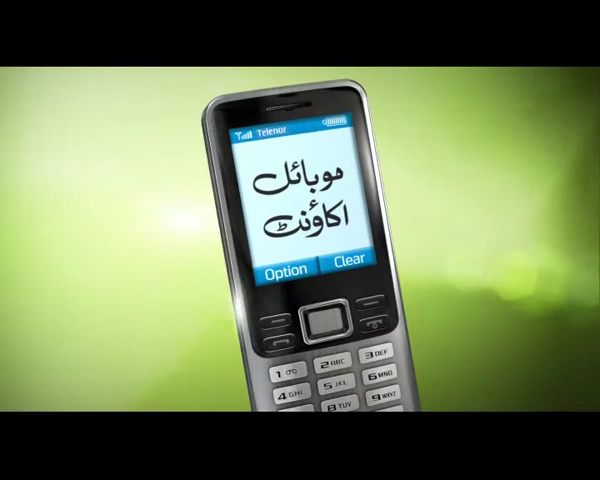 Telenor
موبائل
اکاؤنٹ
Option Clear
1
2 ABC
3 DEF
4 GHI
5 JKL
6 MNO
8 TUV
9 WXYZ